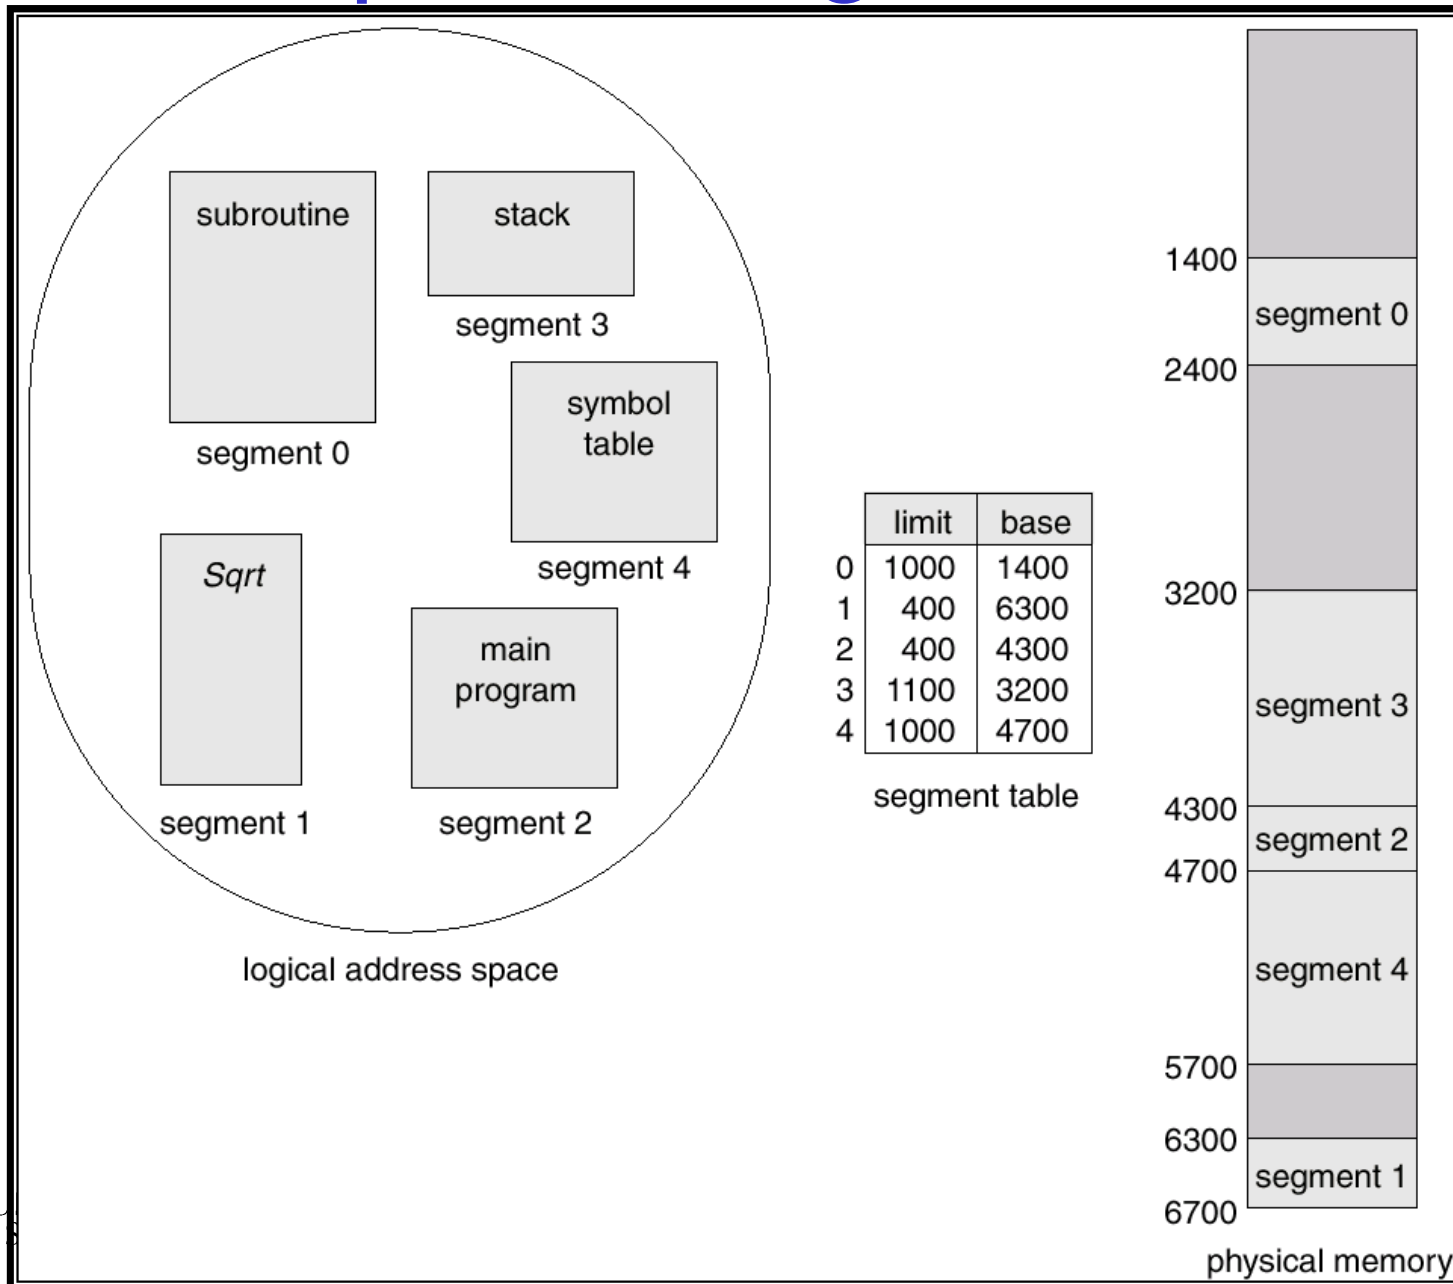 subroutine
segment 0
stack
segment 3
symbol
table
segment 4
Sqrt
segment 1
main
program
segment 2
logical address space
limit base
0 1000 1400
1 400 6300
2 400 4300
3 1100 3200
4 1000 4700
segment table
1400
segment 0
2400
3200
segment 3
4300
segment 2
4700
segment 4
5700
6300
segment 1
6700
physical memory